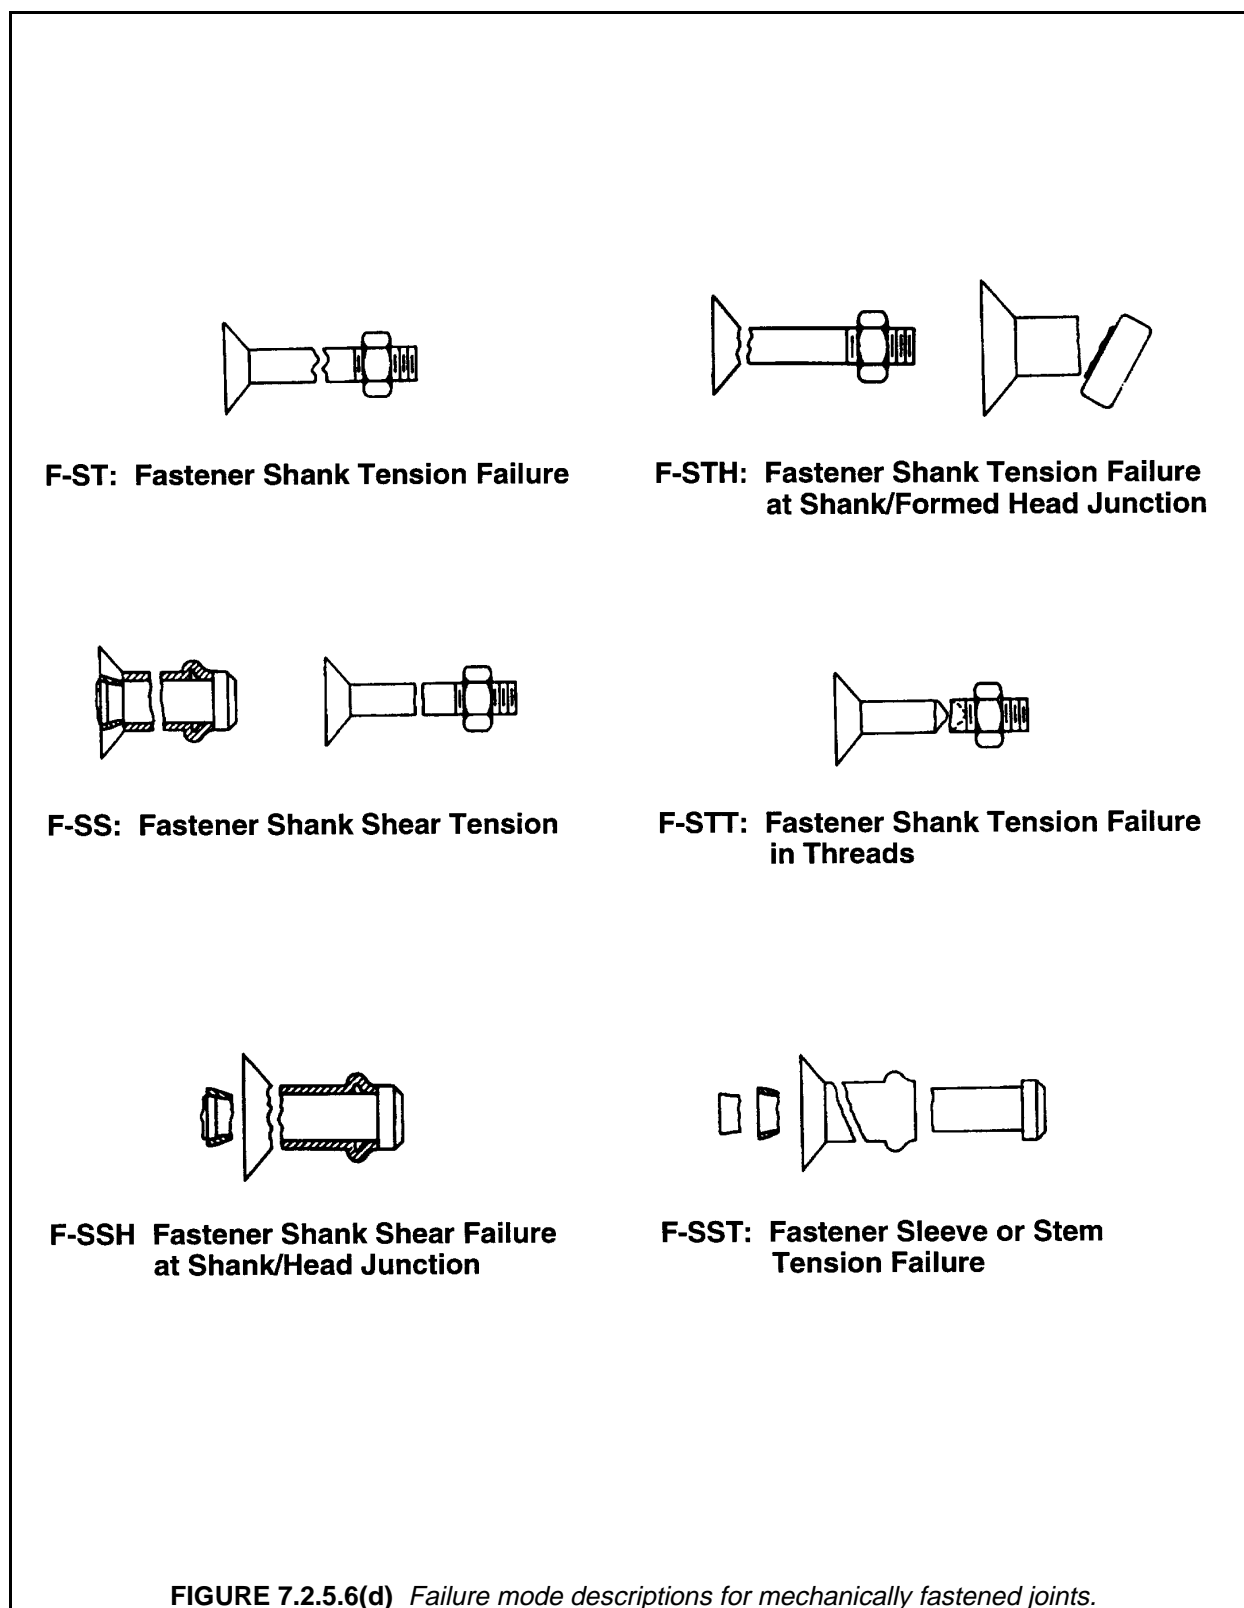 F-ST: Fastener Shank Tension Failure
F-STH: Fastener Shank Tension Failure
at Shank/Formed Head Junction
F-SS: Fastener Shank Shear Tension
F-STT: Fastener Shank Tension Failure
in Threads
F-SSH Fastener Shank Shear Failure
at Shank/Head Junction
F-SST: Fastener Sleeve or Stem
Tension Failure
FIGURE 7.2.5.6(d) Failure mode descriptions for mechanically fastened joints.